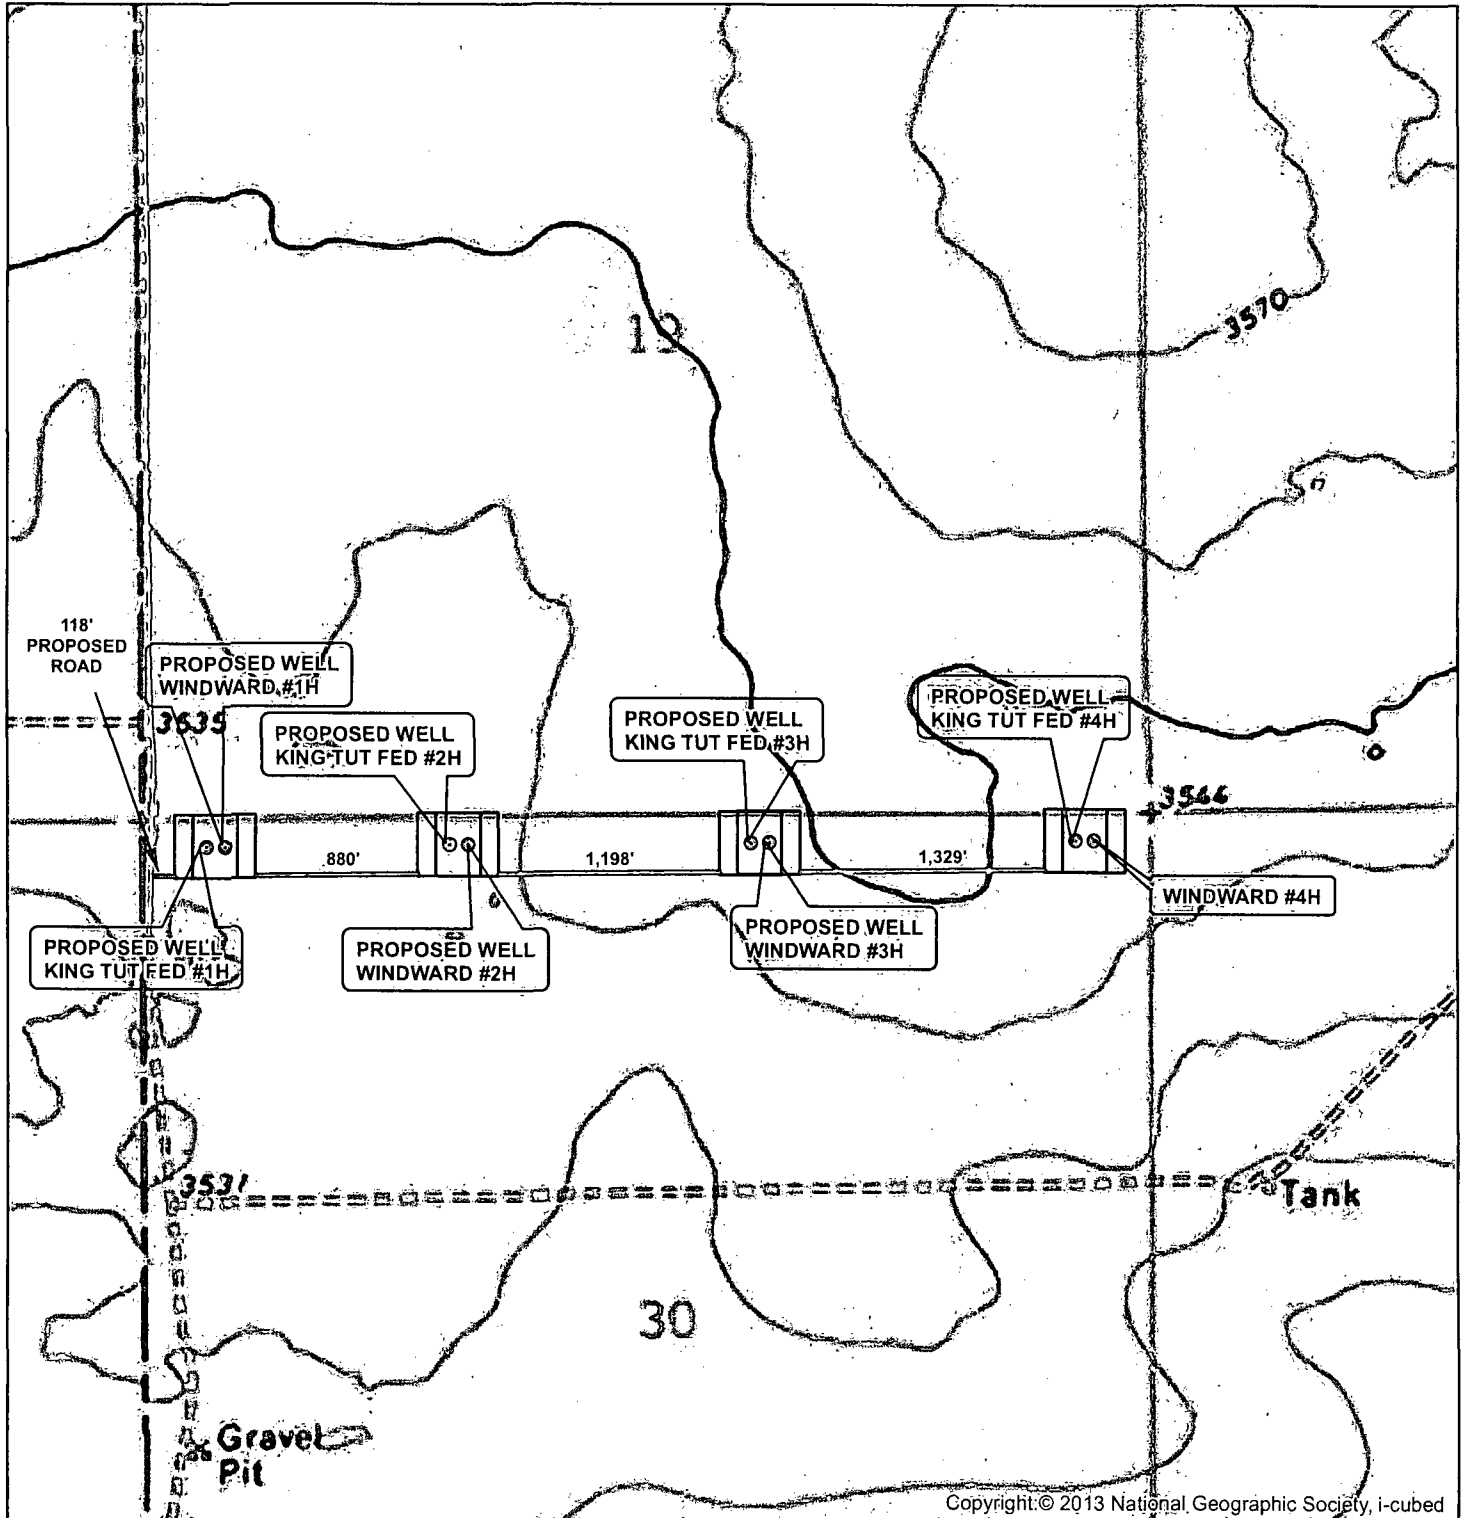 19
3570
118'
PROPOSED
ROAD
PROPOSED WELL
WINDWARD #1H
3635
PROPOSED WELL
KING TUT FED #2H
PROPOSED WELL
KING TUT FED #3H
PROPOSED WELL
KING TUT FED #4H
3566
880'
1,198'
1,329'
WINDWARD #4H
PROPOSED WELL
KING TUT FED #1H
PROPOSED WELL
WINDWARD #2H
PROPOSED WELL
WINDWARD #3H
3531
Tank
30
Gravel
Pit
Copyright:© 2013 National Geographic Society, i-cubed